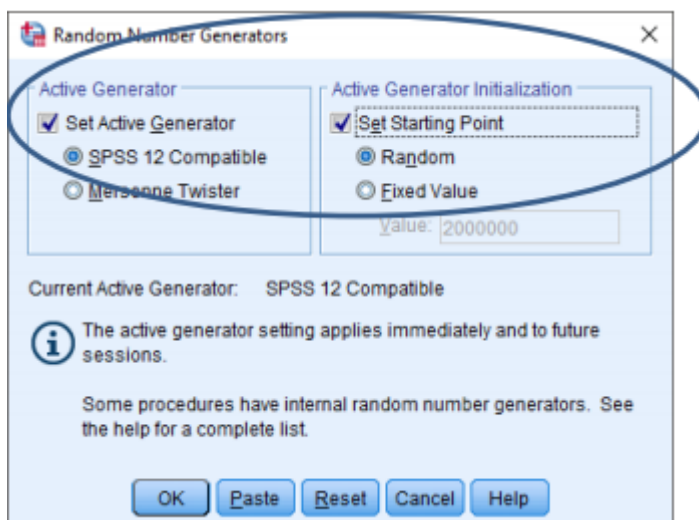 Random Number Generators
Active Generator
Set Active Generator
SPSS 12 Compatible
Mersenne Twister
Active Generator Initialization
Set Starting Point
Random
Fixed Value
Value: 2000000
Current Active Generator: SPSS 12 Compatible
The active generator setting applies immediately and to future
sessions.
Some procedures have internal random number generators. See
the help for a complete list.
OK Paste Reset Cancel Help